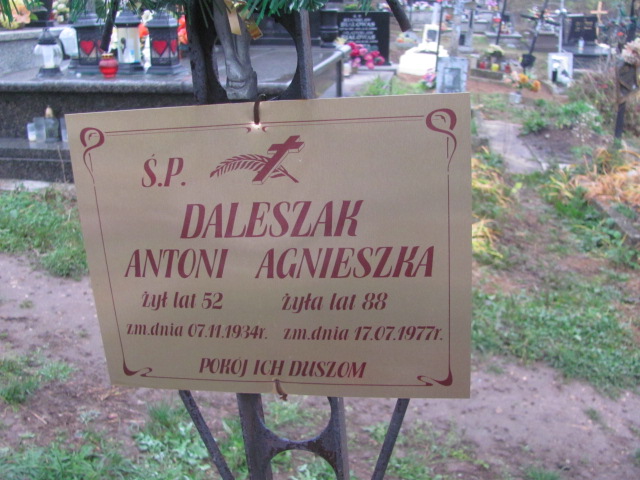 Ś.P.
DALESZAK
ANTONI AGNIESZKA
żył lat 52 żyła lat 88
zm.dnia 07.11.1934r. zm.dnia 17.07.1977r.
POKÓJ ICH DUSZOM